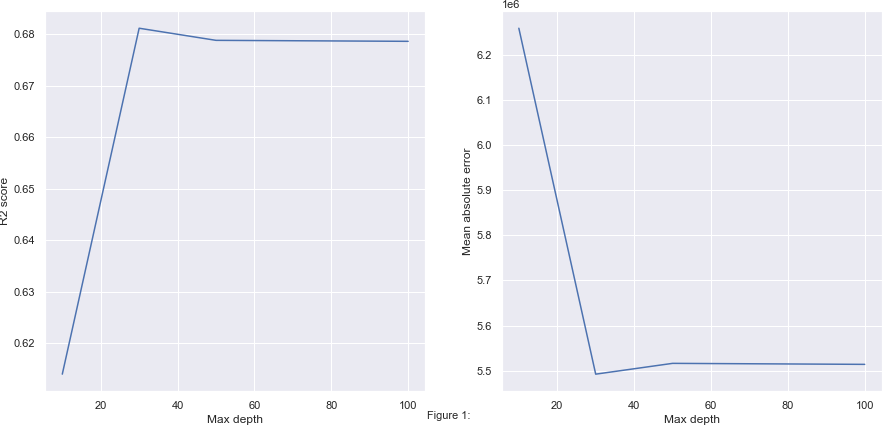 0.68
0.67
0.66
0.65
0.64
0.63
0.62
R2 score
20 40 60 80 100
Max depth
1e6
6.2
6.1
6.0
5.9
5.8
5.7
5.6
5.5
Mean absolute error
20 40 60 80 100
Max depth
Figure 1: